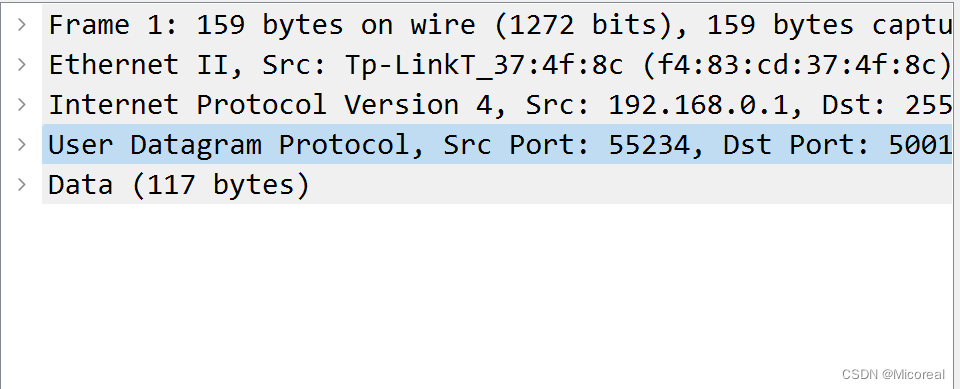 Frame 1: 159 bytes on wire (1272 bits), 159 bytes captu
Ethernet II, Src: Tp-LinkT_37:4f:8c (f4:83:cd:37:4f:8c)
Internet Protocol Version 4, Src: 192.168.0.1, Dst: 255
User Datagram Protocol, Src Port: 55234, Dst Port: 5001
Data (117 bytes)
CSDN @Micoreal